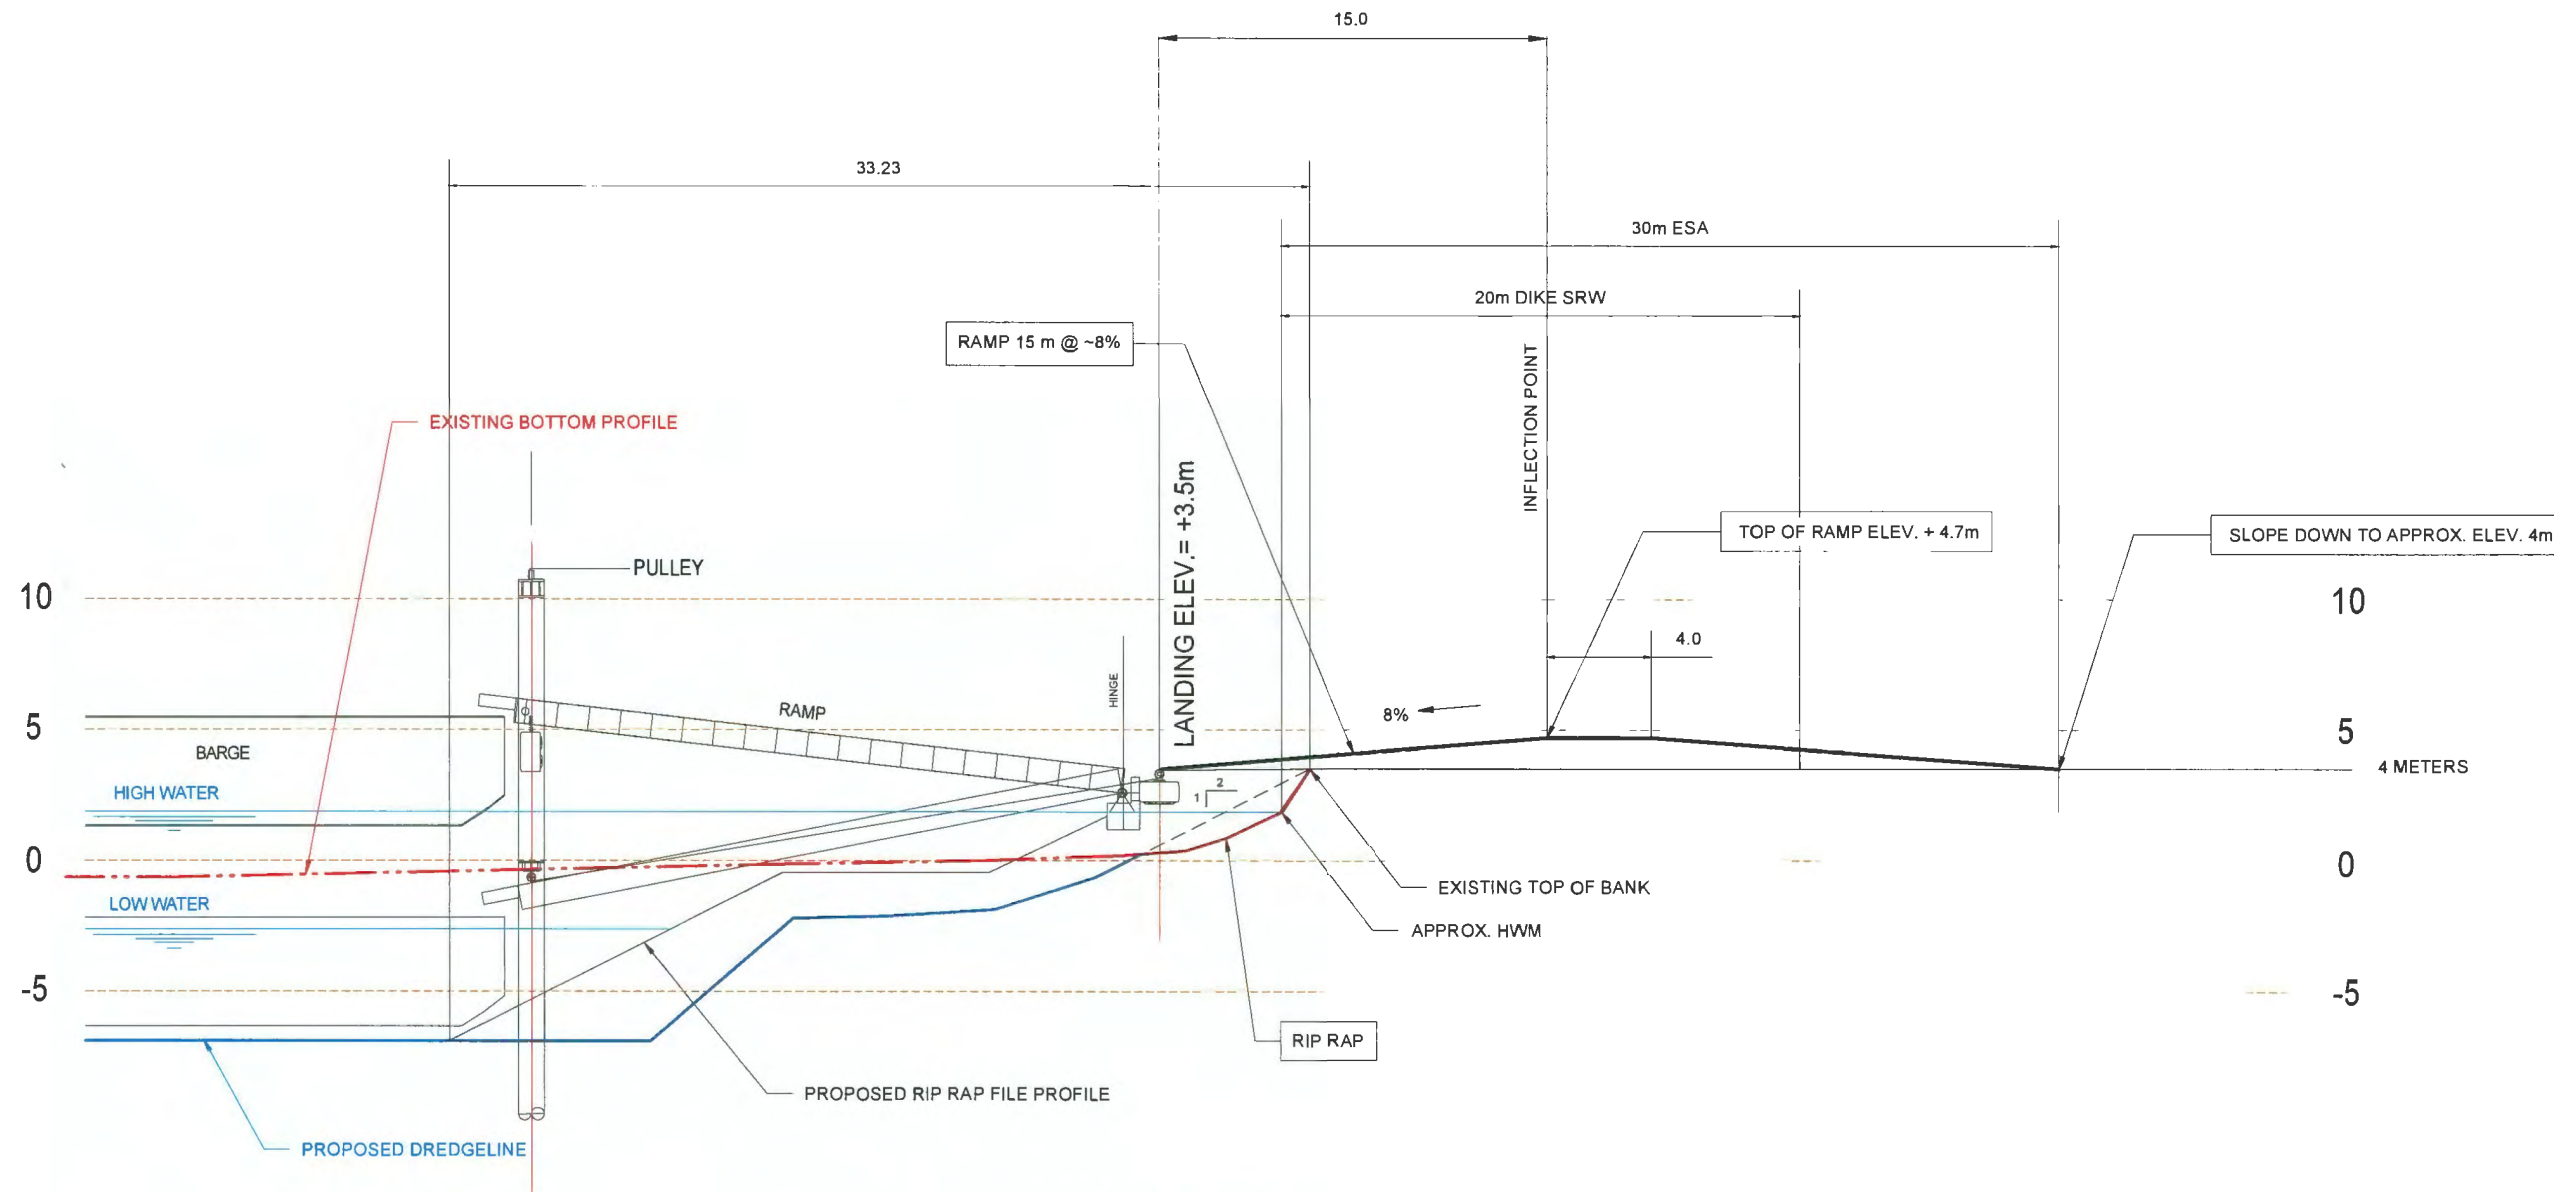 15.0
33.23
30m ESA
20m DIKE SRW
RAMP 15 m @ ~8%
INFLECTION POINT
EXISTING BOTTOM PROFILE
LANDING ELEV. = +3.5m
TOP OF RAMP ELEV. + 4.7m
SLOPE DOWN TO APPROX. ELEV. 4m
PULLEY
10
10
4.0
HINGE
RAMP
8%
5
5
BARGE
4 METERS
HIGH WATER
1
2
0
0
EXISTING TOP OF BANK
LOW WATER
APPROX. HWM
-5
-5
RIP RAP
PROPOSED RIP RAP FILE PROFILE
PROPOSED DREDGELINE